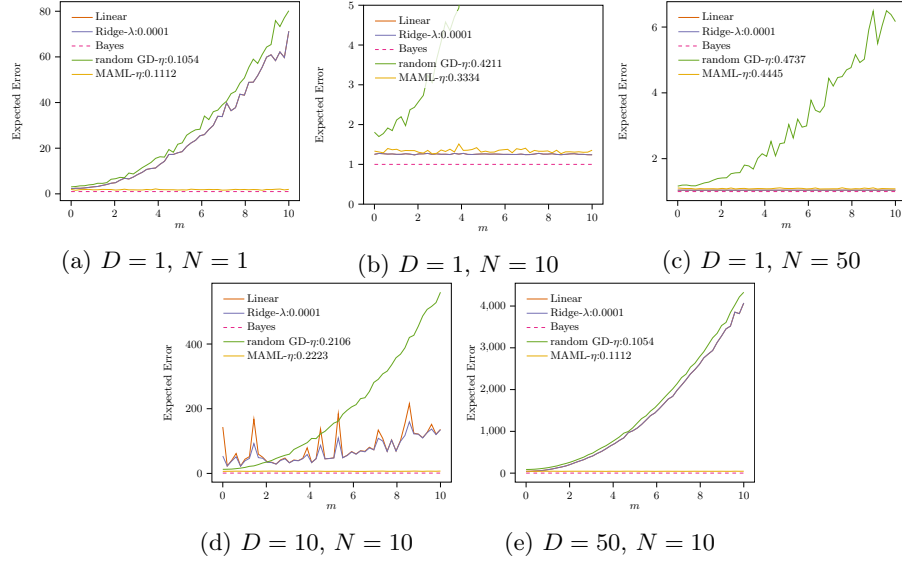 80
60
40
20
0
Expected Error
Linear
Ridge-λ:0.0001
Bayes
random GD-η:0.1054
MAML-η:0.1112
0 2 4 6 8 10
m
(a) D = 1, N = 1
5
4
3
2
1
0
Expected Error
Linear
Ridge-λ:0.0001
Bayes
random GD-η:0.4211
MAML-η:0.3334
0 2 4 6 8 10
m
(b) D = 1, N = 10
6
4
2
Expected Error
Linear
Ridge-λ:0.0001
Bayes
random GD-η:0.4737
MAML-η:0.4445
0 2 4 6 8 10
m
(c) D = 1, N = 50
400
200
0
Expected Error
Linear
Ridge-λ:0.0001
Bayes
random GD-η:0.2106
MAML-η:0.2223
0 2 4 6 8 10
m
(d) D = 10, N = 10
4,000
3,000
2,000
1,000
0
Expected Error
Linear
Ridge-λ:0.0001
Bayes
random GD-η:0.1054
MAML-η:0.1112
0 2 4 6 8 10
m
(e) D = 50, N = 10